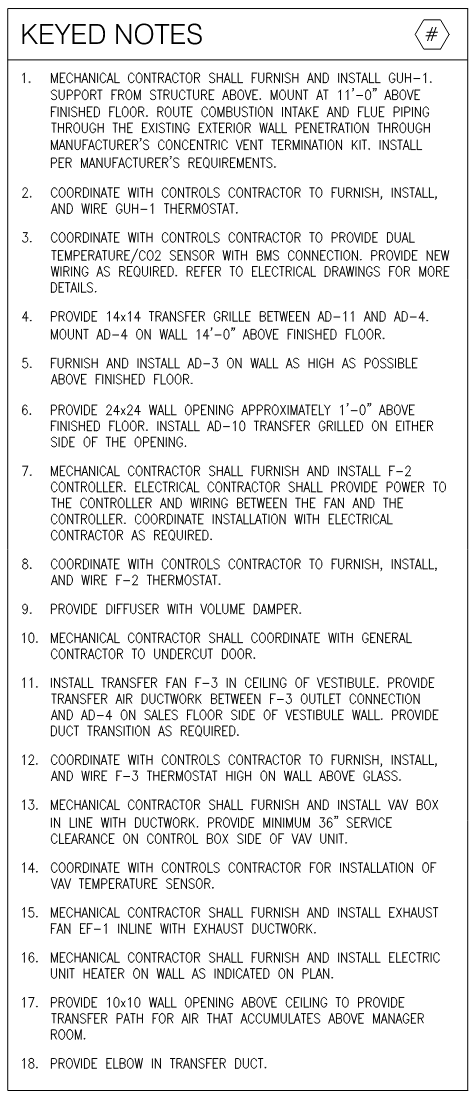 KEYED NOTES
#
1. MECHANICAL CONTRACTOR SHALL FURNISH AND INSTALL GUH-1.
SUPPORT FROM STRUCTURE ABOVE. MOUNT AT 11'-0" ABOVE
FINISHED FLOOR. ROUTE COMBUSTION INTAKE AND FLUE PIPING
THROUGH THE EXISTING EXTERIOR WALL PENETRATION THROUGH
MANUFACTURER'S CONCENTRIC VENT TERMINATION KIT. INSTALL
PER MANUFACTURER'S REQUIREMENTS.
2. COORDINATE WITH CONTROLS CONTRACTOR TO FURNISH, INSTALL,
AND WIRE GUH-1 THERMOSTAT.
3. COORDINATE WITH CONTROLS CONTRACTOR TO PROVIDE DUAL
TEMPERATURE/CO2 SENSOR WITH BMS CONNECTION. PROVIDE NEW
WIRING AS REQUIRED. REFER TO ELECTRICAL DRAWINGS FOR MORE
DETAILS.
4. PROVIDE 14x14 TRANSFER GRILLE BETWEEN AD-11 AND AD-4.
MOUNT AD-4 ON WALL 14'-0" ABOVE FINISHED FLOOR.
5. FURNISH AND INSTALL AD-3 ON WALL AS HIGH AS POSSIBLE
ABOVE FINISHED FLOOR.
6. PROVIDE 24x24 WALL OPENING APPROXIMATELY 1'-0" ABOVE
FINISHED FLOOR. INSTALL AD-10 TRANSFER GRILLED ON EITHER
SIDE OF THE OPENING.
7. MECHANICAL CONTRACTOR SHALL FURNISH AND INSTALL F-2
CONTROLLER. ELECTRICAL CONTRACTOR SHALL PROVIDE POWER TO
THE CONTROLLER AND WIRING BETWEEN THE FAN AND THE
CONTROLLER. COORDINATE INSTALLATION WITH ELECTRICAL
CONTRACTOR AS REQUIRED.
8. COORDINATE WITH CONTROLS CONTRACTOR TO FURNISH, INSTALL,
AND WIRE F-2 THERMOSTAT.
9. PROVIDE DIFFUSER WITH VOLUME DAMPER.
10. MECHANICAL CONTRACTOR SHALL COORDINATE WITH GENERAL
CONTRACTOR TO UNDERCUT DOOR.
11. INSTALL TRANSFER FAN F-3 IN CEILING OF VESTIBULE. PROVIDE
TRANSFER AIR DUCTWORK BETWEEN F-3 OUTLET CONNECTION
AND AD-4 ON SALES FLOOR SIDE OF VESTIBULE WALL. PROVIDE
DUCT TRANSITION AS REQUIRED.
12. COORDINATE WITH CONTROLS CONTRACTOR TO FURNISH, INSTALL,
AND WIRE F-3 THERMOSTAT HIGH ON WALL ABOVE GLASS.
13. MECHANICAL CONTRACTOR SHALL FURNISH AND INSTALL VAV BOX
IN LINE WITH DUCTWORK. PROVIDE MINIMUM 36" SERVICE
CLEARANCE ON CONTROL BOX SIDE OF VAV UNIT.
14. COORDINATE WITH CONTROLS CONTRACTOR FOR INSTALLATION OF
VAV TEMPERATURE SENSOR.
15. MECHANICAL CONTRACTOR SHALL FURNISH AND INSTALL EXHAUST
FAN EF-1 INLINE WITH EXHAUST DUCTWORK.
16. MECHANICAL CONTRACTOR SHALL FURNISH AND INSTALL ELECTRIC
UNIT HEATER ON WALL AS INDICATED ON PLAN.
17. PROVIDE 10x10 WALL OPENING ABOVE CEILING TO PROVIDE
TRANSFER PATH FOR AIR THAT ACCUMULATES ABOVE MANAGER
ROOM.
18. PROVIDE ELBOW IN TRANSFER DUCT.